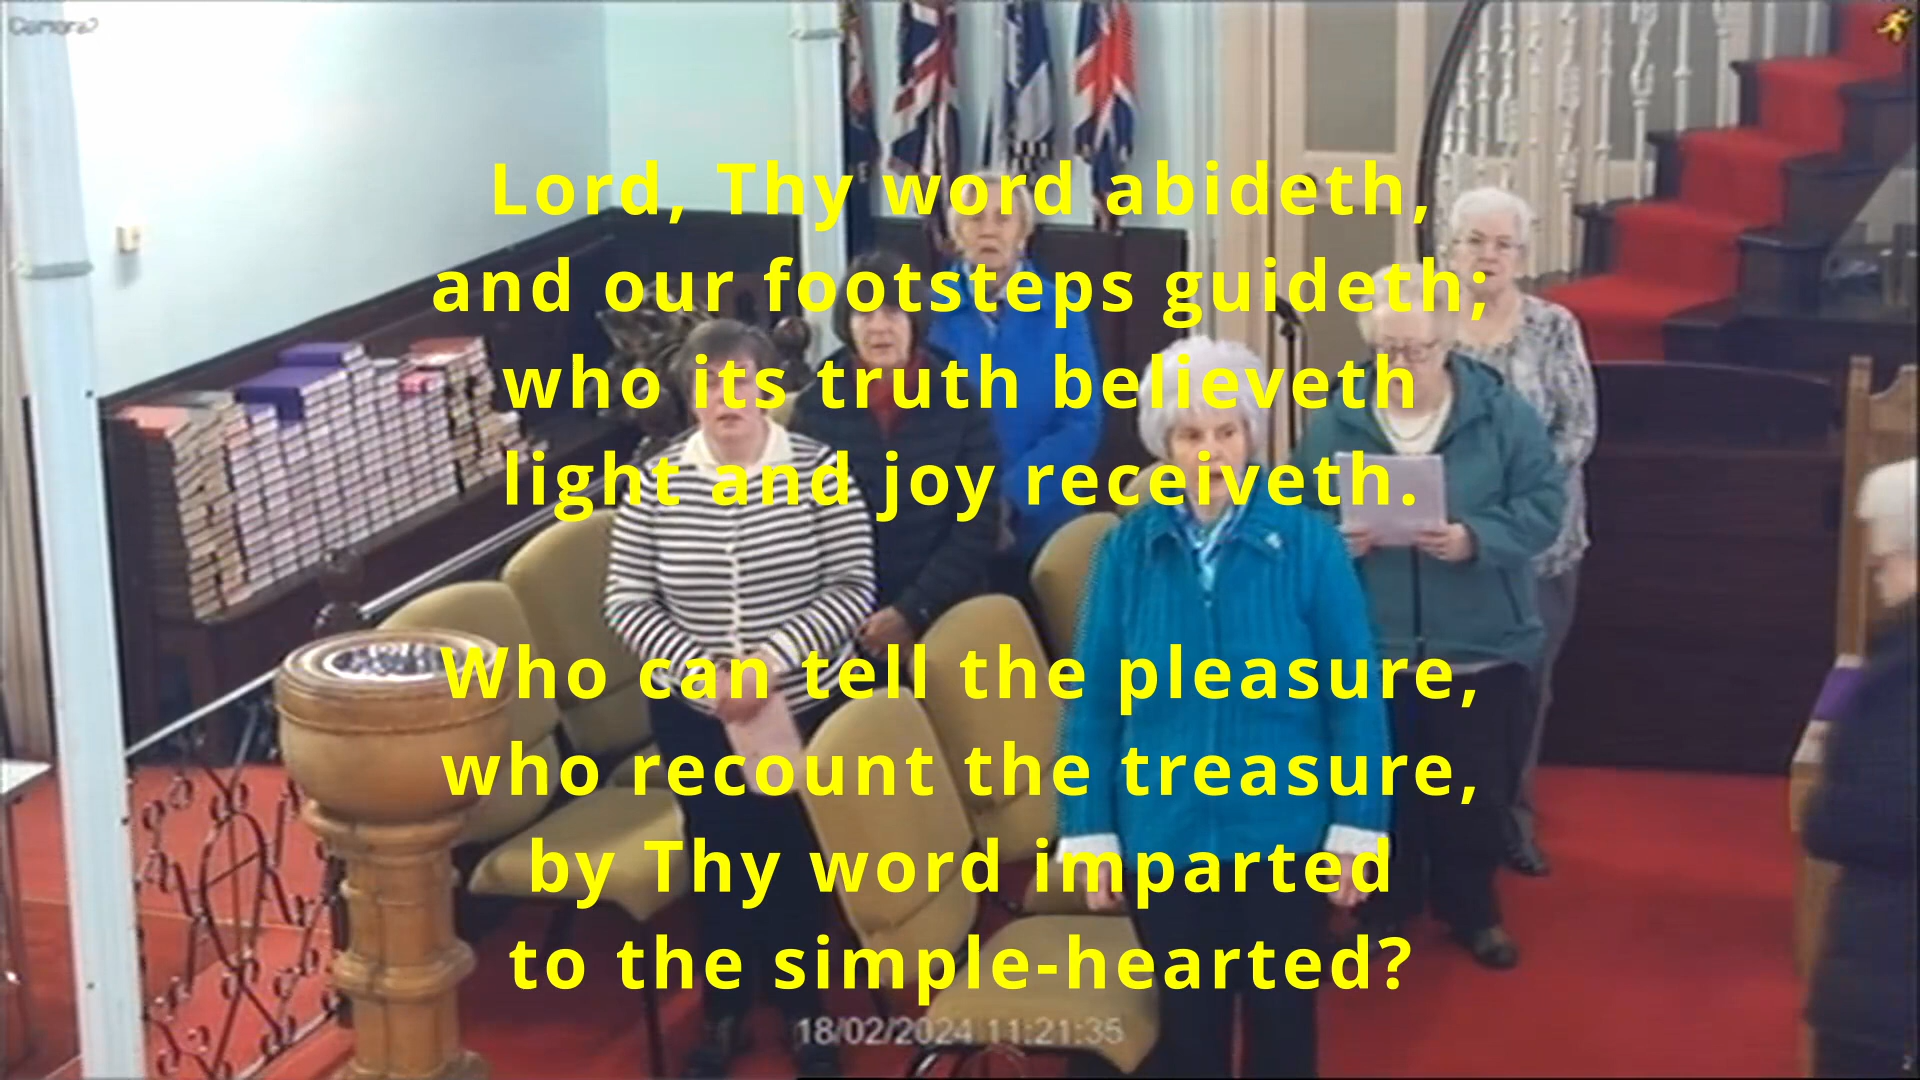 Camera2
Lord, Thy word abideth,
and our footsteps guideth;
who its truth believeth
light and joy receiveth.
Who can tell the pleasure,
who recount the treasure,
by Thy word imparted
to the simple-hearted?
18/02/2024 11:21:35
2